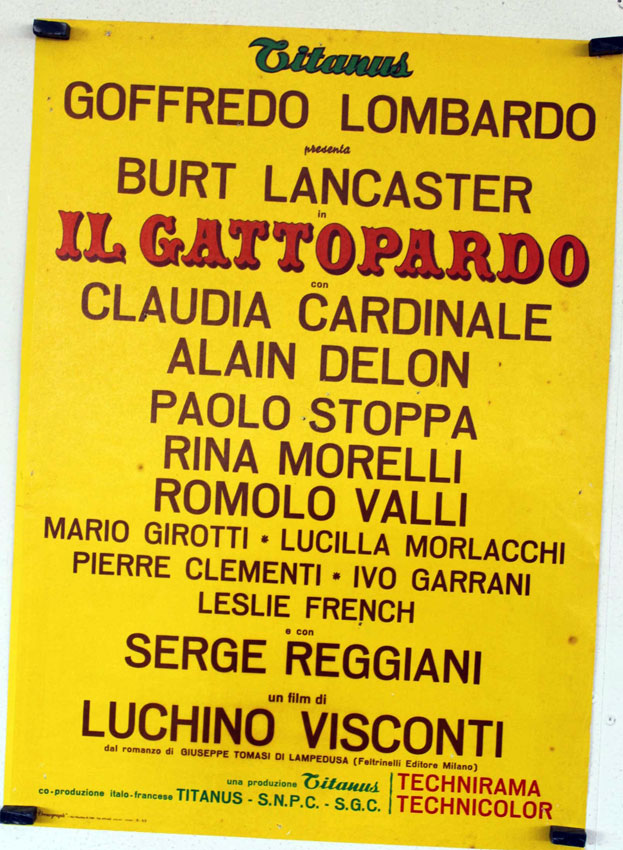 Titanus
GOFFREDO LOMBARDO
presenta
BURT LANCASTER
in
IL GATTOPARDO
con
CLAUDIA CARDINALE
ALAIN DELON
PAOLO STOPPA
RINA MORELLI
ROMOLO VALLI
MARIO GIROTTI * LUCILLA MORLACCHI
PIERRE CLEMENTI * IVO GARRANI
LESLIE FRENCH
e con
SERGE REGGIANI
un film di
LUCHINO VISCONTI
dal romanzo di GIUSEPPE TOMASI DI LAMPEDUSA (Feltrinelli Editore Milano)
una produzione Titanus
co-produzione italo-francese TITANUS - S.N.P.C. - S.G.C.
TECHNIRAMA
TECHNICOLOR